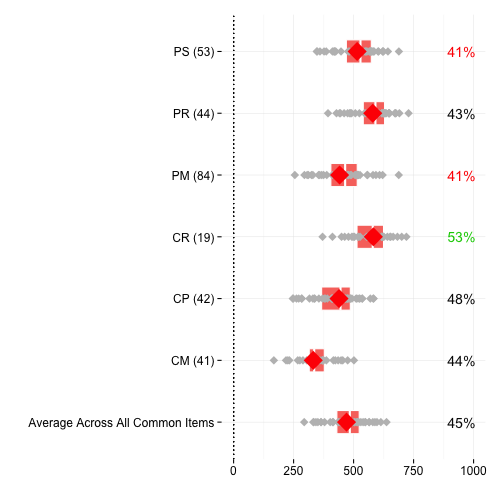 PS (53) 41%
PR (44) 43%
PM (84) 41%
CR (19) 53%
CP (42) 48%
CM (41) 44%
Average Across All Common Items 45%
0 250 500 750 1000